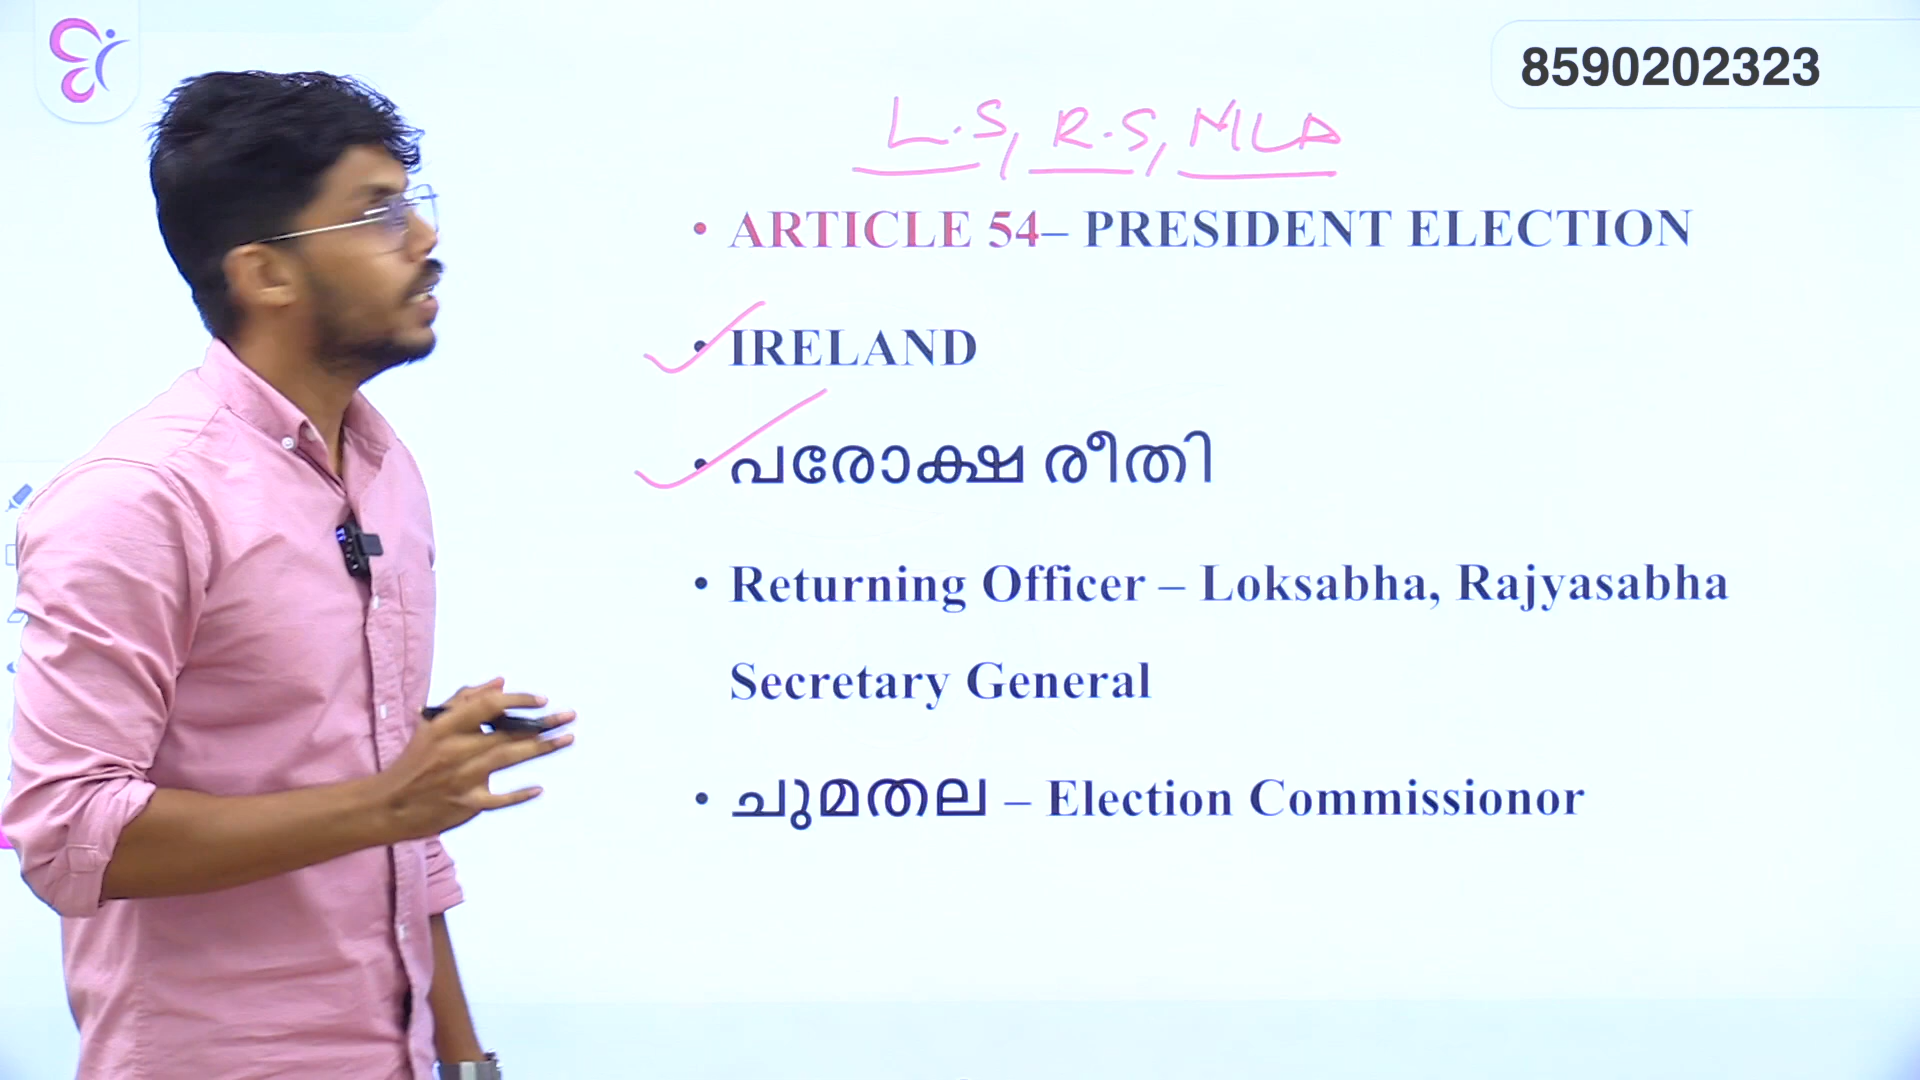 8590202323
L.S, R.S, MLA
• ARTICLE 54– PRESIDENT ELECTION
• IRELAND
• പരോക്ഷ രീതി
• Returning Officer – Loksabha, Rajyasabha
Secretary General
• ചുമതല – Election Commissionor